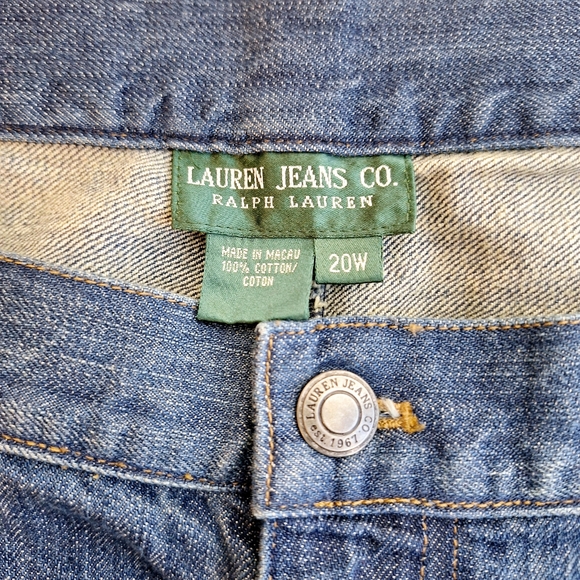 LAUREN JEANS CO.
RALPH LAUREN
MADE IN MACAU
100% COTTON/
COTON
20W
LAUREN JEANS CO
est. 1967